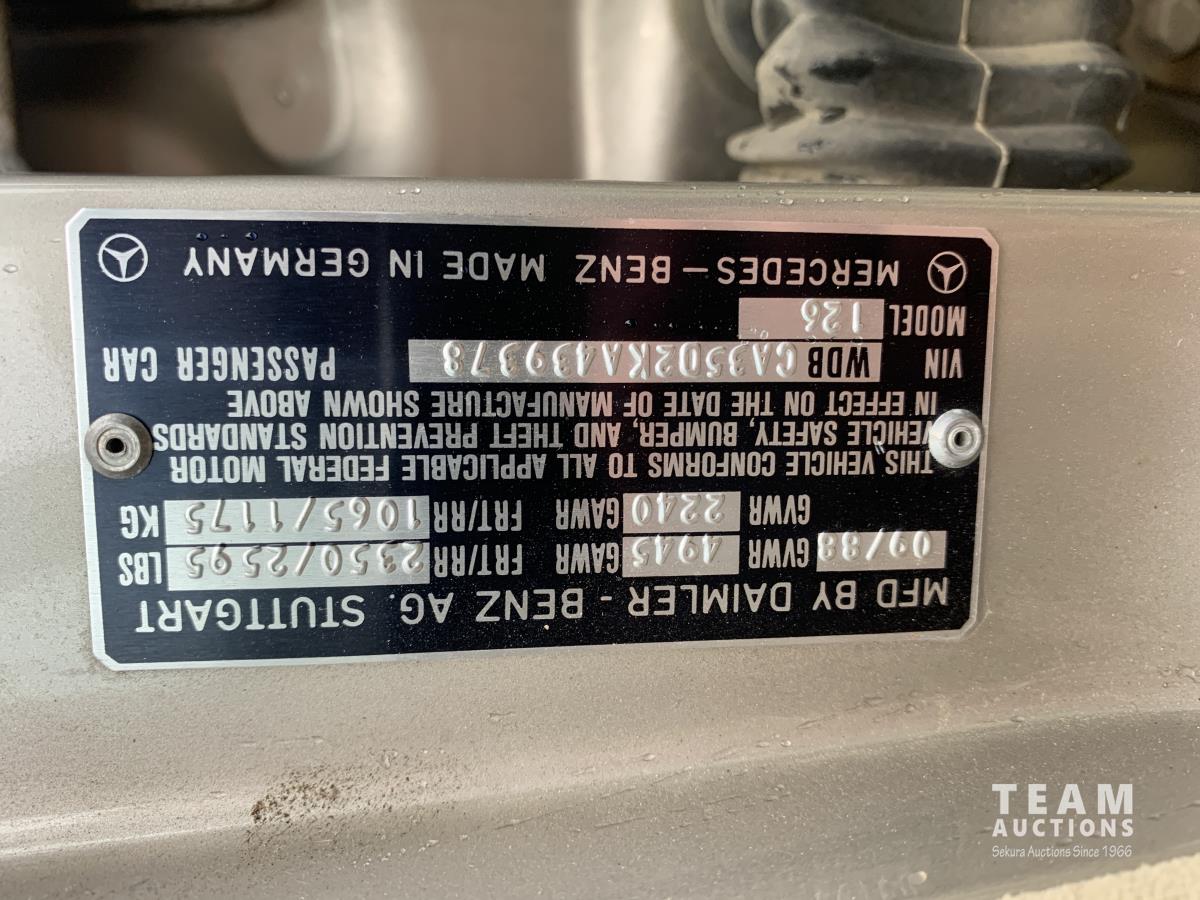 MFD BY DAIMLER - BENZ AG. STUTTGART
09/88 GVWR 4945 GAWR FRT/RR 2350/2595 LBS
GVWR 2240 GAWR FRT/RR 1065/1175 KG
THIS VEHICLE CONFORMS TO ALL APPLICABLE FEDERAL MOTOR
VEHICLE SAFETY, BUMPER, AND THEFT PREVENTION STANDARDS
IN EFFECT ON THE DATE OF MANUFACTURE SHOWN ABOVE
VIN WDB CA35D2KA439378 PASSENGER CAR
MODEL 126
MERCEDES-BENZ MADE IN GERMANY
TEAM
AUCTIONS
Sekura Auctions Since 1966